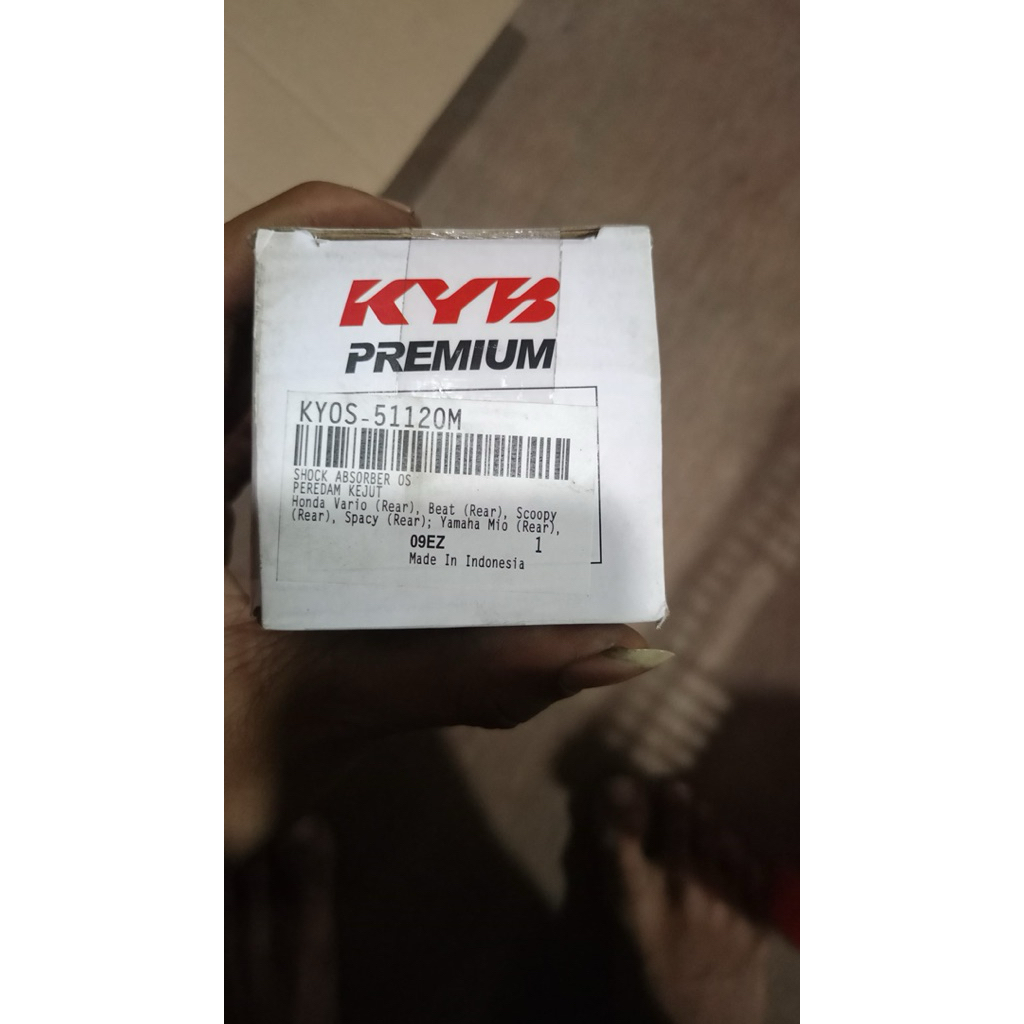 KYB
PREMIUM
KYOS-51120M
SHOCK ABSORBER OS
PEREDAM KEJUT
Honda Vario (Rear), Beat (Rear), Scoopy
(Rear), Spacy (Rear); Yamaha Mio (Rear),
09EZ 1
Made In Indonesia